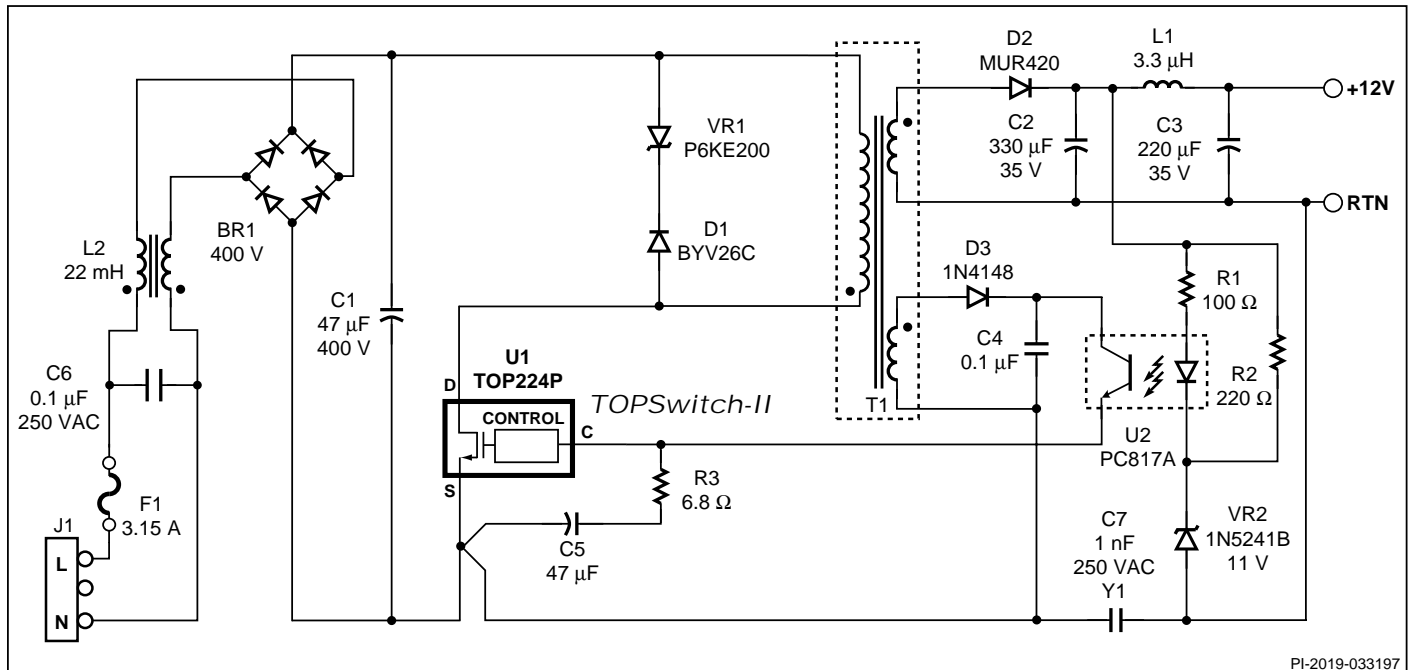 D2
MUR420
L1
3.3 µH
+12V
VR1
P6KE200
C2
330 µF
35 V
C3
220 µF
35 V
RTN
BR1
400 V
L2
22 mH
D1
BYV26C
D3
1N4148
R1
100 Ω
C1
47 µF
400 V
C4
0.1 µF
R2
220 Ω
U1
TOP224P
C6
0.1 µF
250 VAC
D
CONTROL
C
S
TOPSwitch-II
T1
U2
PC817A
R3
6.8 Ω
F1
3.15 A
J1
L
N
C5
47 µF
C7
1 nF
250 VAC
Y1
VR2
1N5241B
11 V
PI-2019-033197